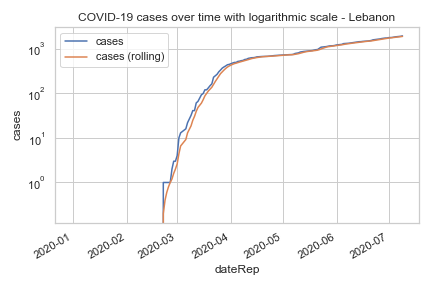 COVID-19 cases over time with logarithmic scale - Lebanon
cases
cases (rolling)
10³
10²
10¹
10⁰
cases
2020-01
2020-02
2020-03
2020-04
2020-05
2020-06
2020-07
dateRep